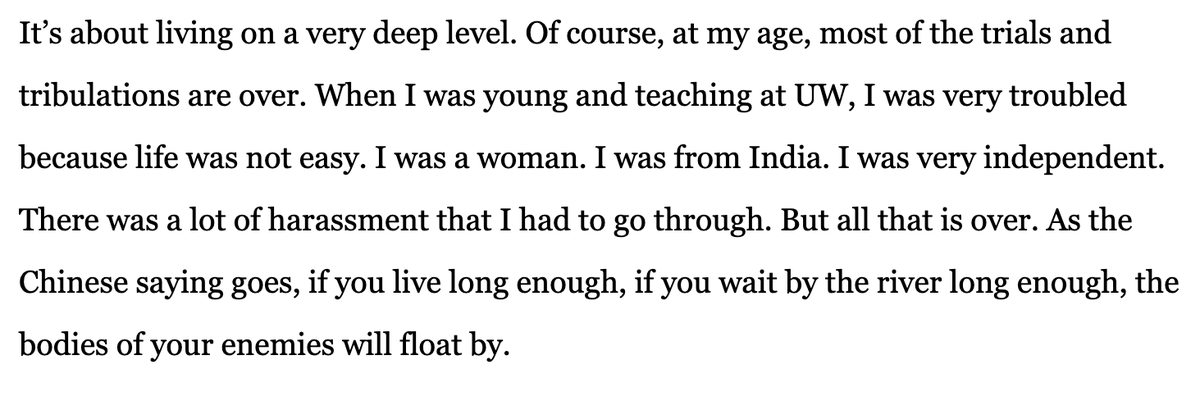 It’s about living on a very deep level. Of course, at my age, most of the trials and
tribulations are over. When I was young and teaching at UW, I was very troubled
because life was not easy. I was a woman. I was from India. I was very independent.
There was a lot of harassment that I had to go through. But all that is over. As the
Chinese saying goes, if you live long enough, if you wait by the river long enough, the
bodies of your enemies will float by.